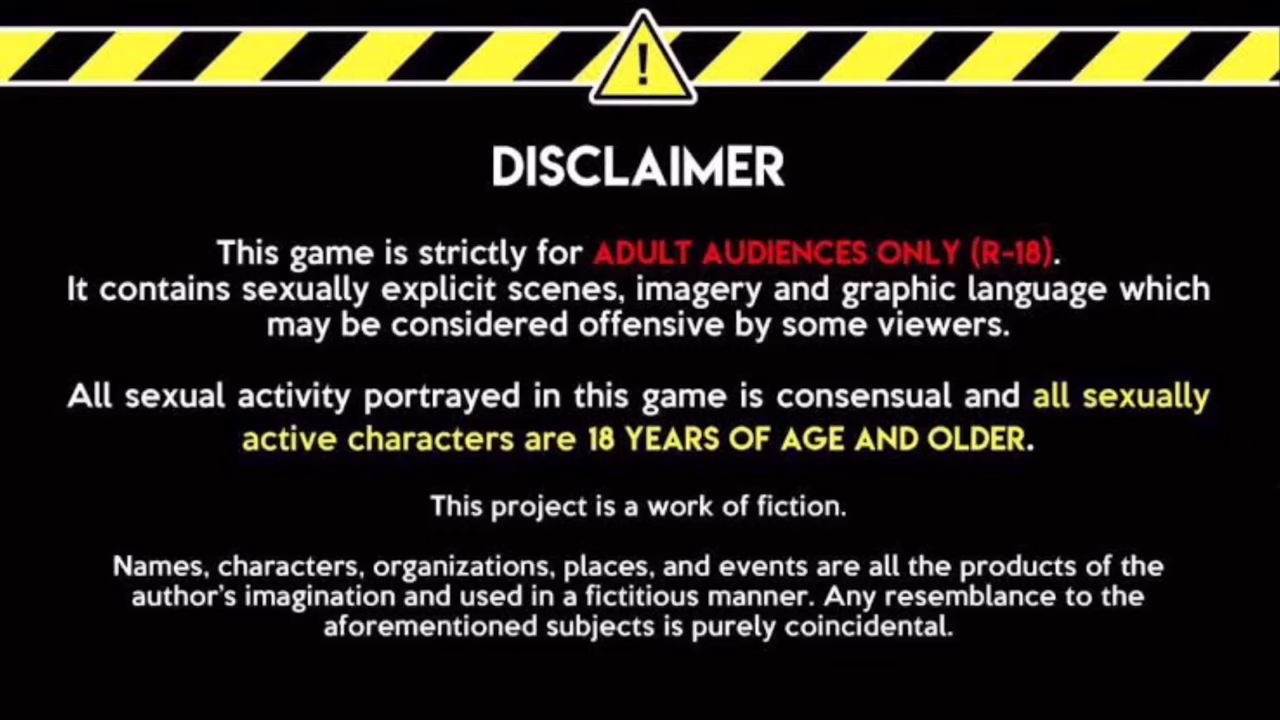 !
DISCLAIMER
This game is strictly for ADULT AUDIENCES ONLY (R-18).
It contains sexually explicit scenes, imagery and graphic language which
may be considered offensive by some viewers.
All sexual activity portrayed in this game is consensual and all sexually
active characters are 18 YEARS OF AGE AND OLDER.
This project is a work of fiction.
Names, characters, organizations, places, and events are all the products of the
author's imagination and used in a fictitious manner. Any resemblance to the
aforementioned subjects is purely coincidental.